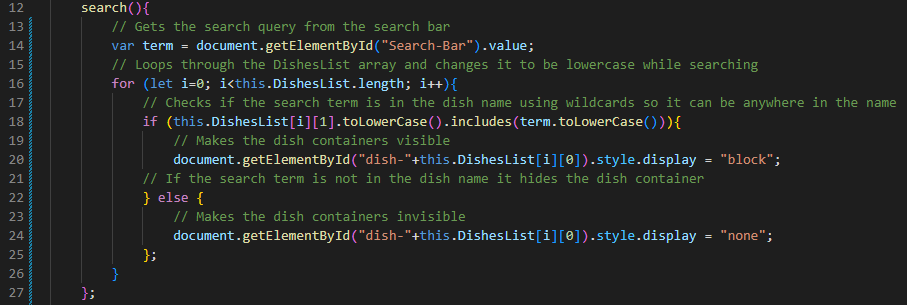 12 search(){
13 // Gets the search query from the search bar
14 var term = document.getElementById("Search-Bar").value;
15 // Loops through the DishesList array and changes it to be lowercase while searching
16 for (let i=0; i<this.DishesList.length; i++){
17 // Checks if the search term is in the dish name using wildcards so it can be anywhere in the name
18 if (this.DishesList[i][1].toLowerCase().includes(term.toLowerCase())){
19 // Makes the dish containers visible
20 document.getElementById("dish-"+this.DishesList[i][0]).style.display = "block";
21 // If the search term is not in the dish name it hides the dish container
22 } else {
23 // Makes the dish containers invisible
24 document.getElementById("dish-"+this.DishesList[i][0]).style.display = "none";
25 };
26 }
27 };